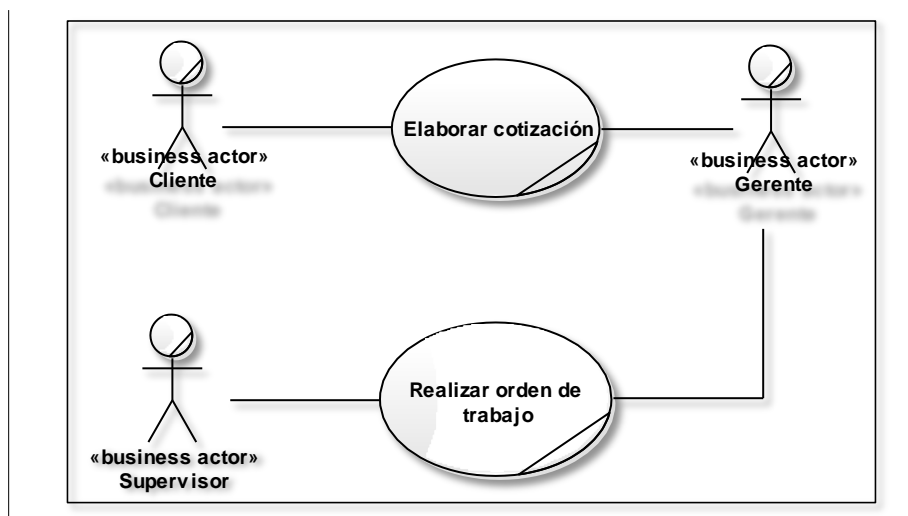 «business actor»
Cliente
Elaborar cotización
«business actor»
Gerente
«business actor»
Supervisor
Realizar orden de
trabajo